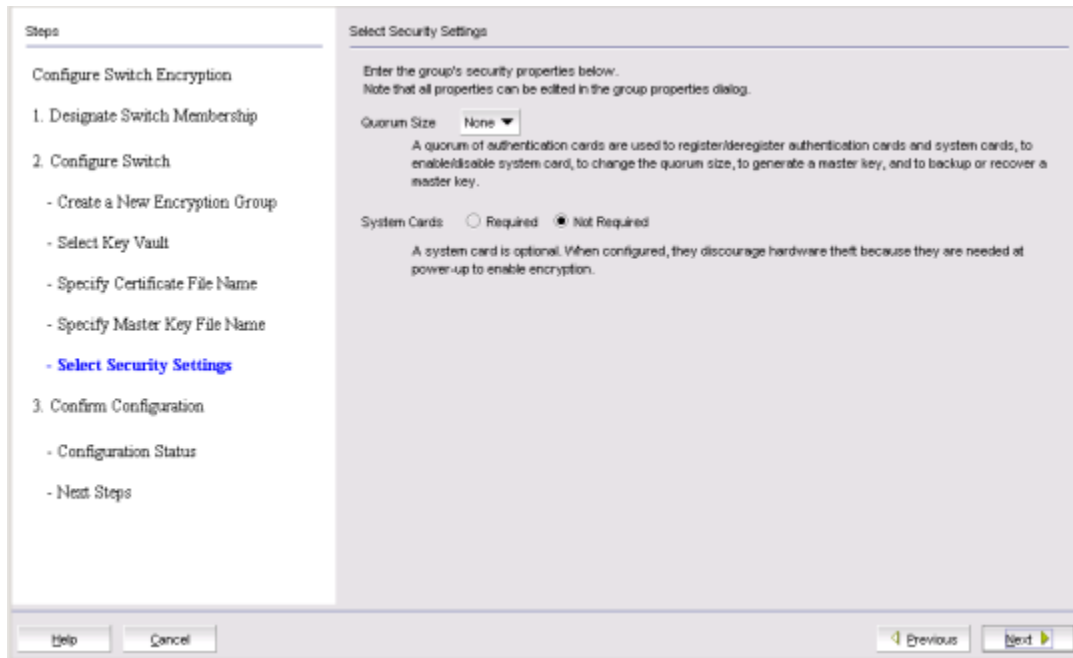 Steps
Configure Switch Encryption
1. Designate Switch Membership
2. Configure Switch
- Create a New Encryption Group
- Select Key Vault
- Specify Certificate File Name
- Specify Master Key File Name
- Select Security Settings
3. Confirm Configuration
- Configuration Status
- Next Steps
Select Security Settings
Enter the group's security properties below.
Note that all properties can be edited in the group properties dialog.
Quorum Size None
A quorum of authentication cards are used to register/deregister authentication cards and system cards, to
enable/disable system card, to change the quorum size, to generate a master key, and to backup or recover a
master key.
System Cards Required Not Required
A system card is optional. When configured, they discourage hardware theft because they are needed at
power-up to enable encryption.
Help Cancel Previous Next